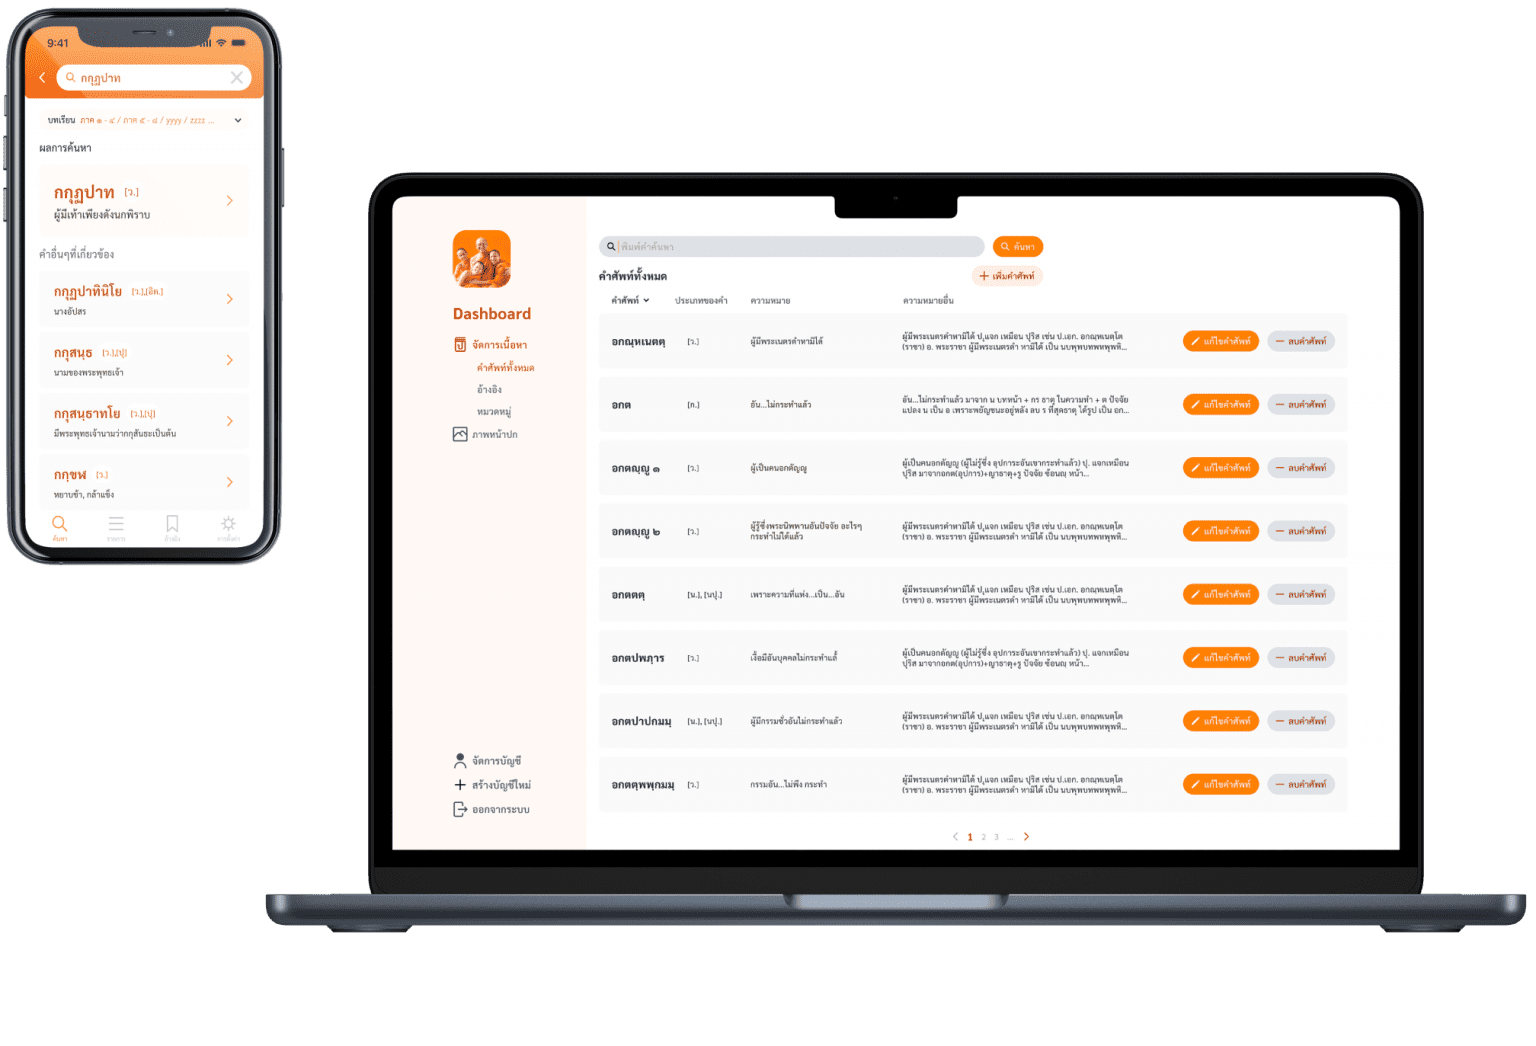 9:41
กกุฏปาท
บทเรียน ภาค ๑ - ๔ / ภาค ๕ - ๘ / yyyy / zzzz ...
ผลการค้นหา
กกุฏปาท [ว.]
ผู้มีเท้าเพียงดังนกพิราบ
คำอื่นๆที่เกี่ยวข้อง
กกุฏปาทินิโย [ว.],[อิต.]
นางอัปสร
กกุสนฺธ [ว.],[ปุ]
นามของพระพุทธเจ้า
กกุสนฺธาทโย [ว.],[ปุ]
มีพระพุทธเจ้านามว่ากกุสันธะเป็นต้น
กกฺขฬ [ว.]
หยาบช้า, กล้าแข็ง
ค้นหา รายการ อ้างอิง การตั้งค่า
พิมพ์คำค้นหา ค้นหา
คำศัพท์ทั้งหมด เพิ่มคำศัพท์
คำศัพท์ ประเภทของคำ ความหมาย ความหมายอื่น
Dashboard
จัดการเนื้อหา
คำศัพท์ทั้งหมด
อ้างอิง
หมวดหมู่
ภาพหน้าปก
จัดการบัญชี
สร้างบัญชีใหม่
ออกจากระบบ
อกณฺหเนตตฺ [ว.] ผู้มีพระเนตรดำหามิได้ แก้ไขคำศัพท์ ลบคำศัพท์
ผู้มีพระเนตรดำหามิได้ ปุ.แจก เหมือน ปุริส เช่น ป.เอก. อกณฺหเนตฺโต
(ราชา) อ. พระราชา ผู้มีพระเนตรดำ หามิได้ เป็น นบุพบทพหุพพิ...
อกต [ก.] อัน...ไม่กระทำแล้ว แก้ไขคำศัพท์ ลบคำศัพท์
อัน...ไม่กระทำแล้ว มาจาก น บทหน้า + กร ธาตุ ในความทำ + ต ปัจจัย
แปลง น เป็น อ เพราะพยัญชนะอยู่หลัง ลบ ร ที่สุดธาตุ ได้รูป เป็น อก...
อกตญฺญู ๑ [ว.] ผู้เป็นคนอกตัญญู แก้ไขคำศัพท์ ลบคำศัพท์
ผู้เป็นคนอกตัญญู (ผู้ไม่รู้ซึ่ง อุปการะอันเขากระทำแล้ว) ปุ. แจกเหมือน
ปุริส มาจากอกต(อุปการ)+ญาธาตุ+รู ปัจจัย ซ้อนญ หน้า...
อกตญฺญู ๒ [ว.] แก้ไขคำศัพท์ ลบคำศัพท์
ผู้รู้ซึ่งพระนิพพานอันปัจจัย อะไรๆ
กระทำไม่ได้แล้ว
ผู้มีพระเนตรดำหามิได้ ปุ.แจก เหมือน ปุริส เช่น ป.เอก. อกณฺหเนตฺโต
(ราชา) อ. พระราชา ผู้มีพระเนตรดำ หามิได้ เป็น นบุพบทพหุพพิ...
อกตตตฺ [น.], [นปุ.] เพราะความที่แห่ง...เป็น...อัน แก้ไขคำศัพท์ ลบคำศัพท์
ผู้มีพระเนตรดำหามิได้ ปุ.แจก เหมือน ปุริส เช่น ป.เอก. อกณฺหเนตฺโต
(ราชา) อ. พระราชา ผู้มีพระเนตรดำ หามิได้ เป็น นบุพบทพหุพพิ...
อกตปพฺภาร [ว.] แก้ไขคำศัพท์ ลบคำศัพท์
ผู้เป็นคนอกตัญญู (ผู้ไม่รู้ซึ่ง อุปการะอันเขากระทำแล้ว) ปุ. แจกเหมือน
ปุริส มาจากอกต(อุปการ)+ญาธาตุ+รู ปัจจัย ซ้อนญ หน้า...
อกตปาปกมฺม [น.], [นปุ.] ผู้มีกรรมชั่วอันไม่กระทำแล้ว แก้ไขคำศัพท์ ลบคำศัพท์
ผู้มีพระเนตรดำหามิได้ ปุ.แจก เหมือน ปุริส เช่น ป.เอก. อกณฺหเนตฺโต
(ราชา) อ. พระราชา ผู้มีพระเนตรดำ หามิได้ เป็น นบุพบทพหุพพิ...
[ว.] กรรมอัน...ไม่พึง กระทำ แก้ไขคำศัพท์ ลบคำศัพท์
ผู้มีพระเนตรดำหามิได้ ปุ.แจก เหมือน ปุริส เช่น ป.เอก. อกณฺหเนตฺโต
(ราชา) อ. พระราชา ผู้มีพระเนตรดำ หามิได้ เป็น นบุพบทพหุพพิ...
1 2 3 ...